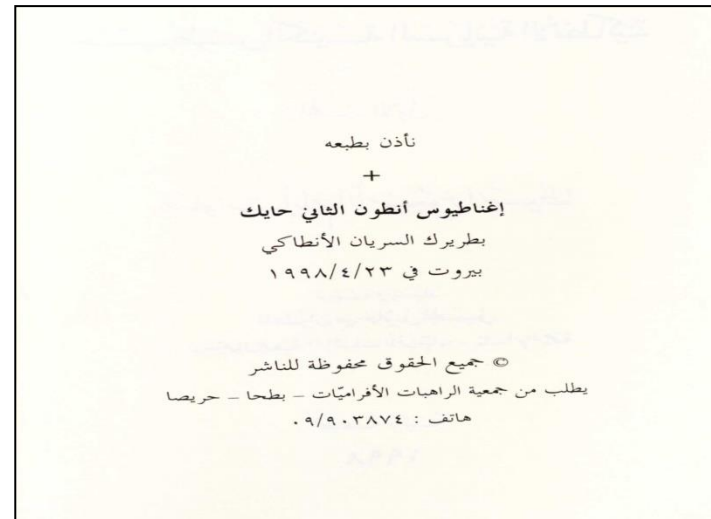 نأذن بطبعه
+
إغناطيوس أنطون الثاني حايك
بطريرك السريان الأنطاكي
بيروت في ١٩٩٨/٤/٢٣
© جميع الحقوق محفوظة للناشر
يطلب من جمعية الراهبات الأفراميّات – بطحا – حريصا
هاتف : ٠٩/٩٠٣٨٧٤